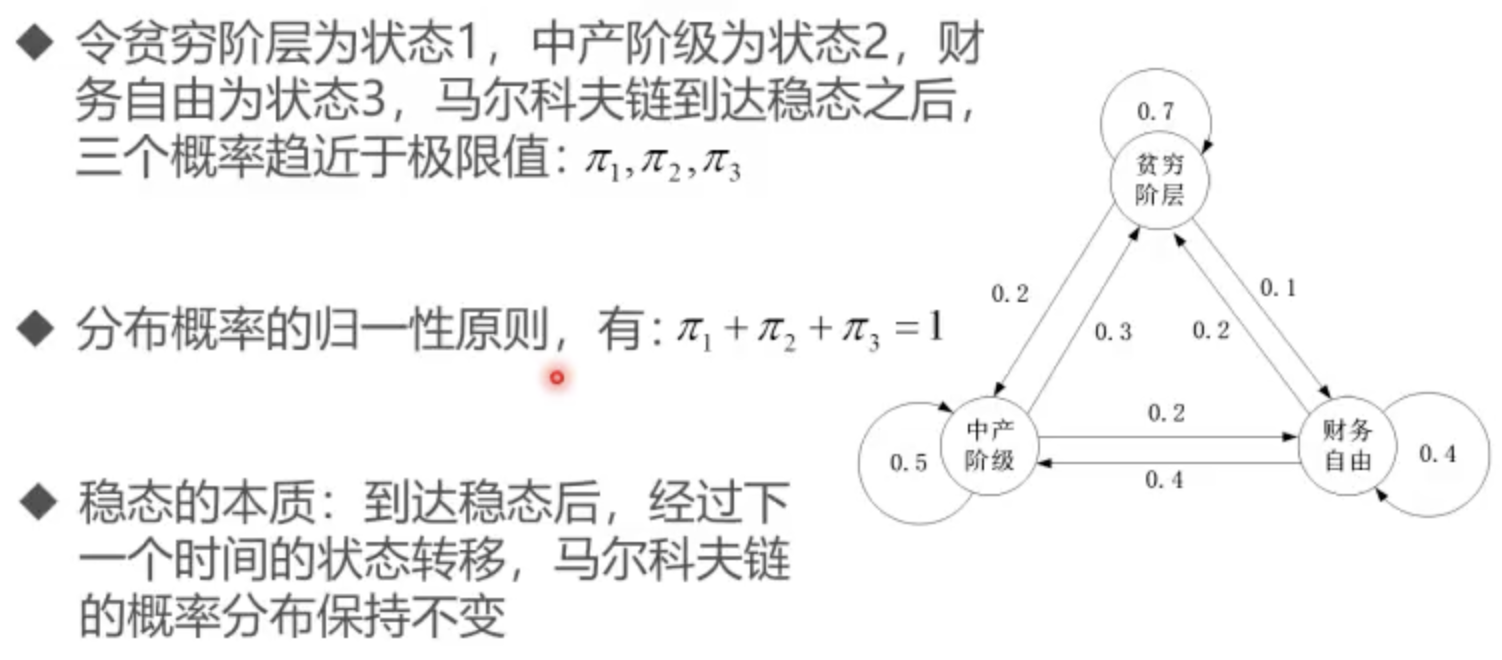 ◆ 令贫穷阶层为状态1，中产阶级为状态2，财
务自由为状态3，马尔科夫链到达稳态之后，
三个概率趋近于极限值：π₁,π₂,π₃
◆ 分布概率的归一性原则，有：π₁+π₂+π₃=1
◆ 稳态的本质：到达稳态后，经过下
一个时间的状态转移，马尔科夫链
的概率分布保持不变
0.7
贫穷
阶层
0.2
0.1
0.3
0.2
0.2
中产
阶级
财务
自由
0.5
0.4
0.4